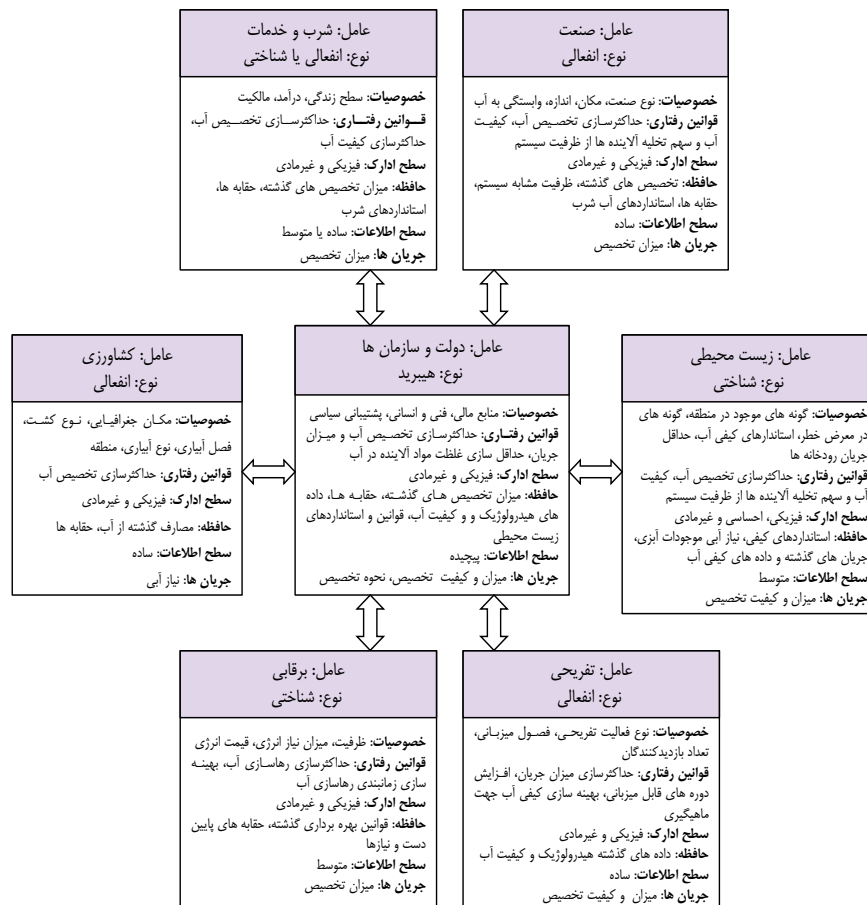 عامل: صنعت
نوع: انفعالی
خصوصیات: نوع صنعت، مکان، اندازه، وابستگی به آب
قوانین رفتاری: حداکثرسازی تخصیص آب، کیفیت
آب و سهم تخلیه آلاینده ها از ظرفیت سیستم
سطح ادارک: فیزیکی و غیرمادی
حافظه: تخصیص های گذشته، ظرفیت مشابه سیستم،
حقابه ها، استانداردهای آب شرب
سطح اطلاعات: ساده
جریان ها: میزان تخصیص
عامل: شرب و خدمات
نوع: انفعالی یا شناختی
خصوصیات: سطح زندگی، درآمد، مالکیت
قوانین رفتاری: حداکثرسازی تخصیص آب،
حداکثرسازی کیفیت آب
سطح ادارک: فیزیکی و غیرمادی
حافظه: میزان تخصیص های گذشته، حقابه ها،
استانداردهای شرب
سطح اطلاعات: ساده یا متوسط
جریان ها: میزان تخصیص
عامل: زیست محیطی
نوع: شناختی
خصوصیات: گونه های موجود در منطقه، گونه های
در معرض خطر، استاندارهای کیفی آب، حداقل
جریان رودخانه ها
قوانین رفتاری: حداکثرسازی تخصیص آب، کیفیت
آب و سهم تخلیه آلاینده ها از ظرفیت سیستم
سطح ادارک: فیزیکی، احساسی و غیرمادی
حافظه: استانداردهای کیفی، نیاز آبی موجودات آبزی،
جریان های گذشته و داده های کیفی آب
سطح اطلاعات: متوسط
جریان ها: میزان و کیفیت تخصیص
عامل: دولت و سازمان ها
نوع: هیبرید
خصوصیات: منابع مالی، فنی و انسانی، پشتیبانی سیاسی
قوانین رفتاری: حداکثرسازی تخصیص آب و میزان
جریان، حداقل سازی غلظت مواد آلاینده در آب
سطح ادارک: فیزیکی و غیرمادی
حافظه: میزان تخصیص های گذشته، حقابه ها، داده
های هیدرولوژیک و و کیفیت آب، قوانین و استانداردهای
زیست محیطی
سطح اطلاعات: پیچیده
جریان ها: میزان و کیفیت تخصیص، نحوه تخصیص
عامل: کشاورزی
نوع: انفعالی
خصوصیات: مکان جغرافیایی، نوع کشت،
فصل آبیاری، نوع آبیاری، منطقه
قوانین رفتاری: حداکثرسازی تخصیص آب
سطح ادارک: فیزیکی و غیرمادی
حافظه: مصارف گذشته از آب، حقابه ها
سطح اطلاعات: ساده
جریان ها: نیاز آبی
عامل: تفریحی
نوع: انفعالی
خصوصیات: نوع فعالیت تفریحی، فصول میزبانی،
تعداد بازدیدکنندگان
قوانین رفتاری: حداکثرسازی میزان جریان، افزایش
دوره های قابل میزبانی، بهینه سازی کیفی آب جهت
ماهیگیری
سطح ادارک: فیزیکی و غیرمادی
حافظه: داده های گذشته هیدرولوژیک و کیفیت آب
سطح اطلاعات: ساده
جریان ها: میزان و کیفیت تخصیص
عامل: برقابی
نوع: شناختی
خصوصیات: ظرفیت، میزان نیاز انرژی، قیمت انرژی
قوانین رفتاری: حداکثرسازی رهاسازی آب، بهینه
سازی زمانبندی رهاسازی آب
سطح ادارک: فیزیکی و غیرمادی
حافظه: قوانین بهره برداری گذشته، حقابه های پایین
دست و نیازها
سطح اطلاعات: متوسط
جریان ها: میزان تخصیص